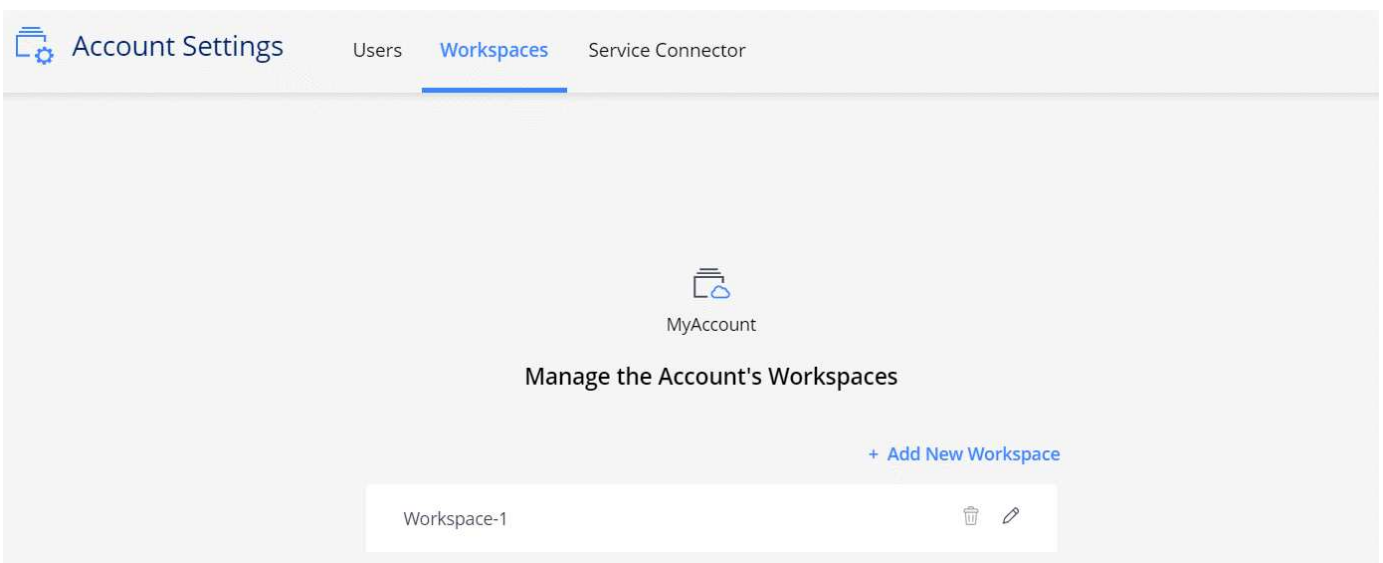 Account Settings Users Workspaces Service Connector
MyAccount
Manage the Account's Workspaces
+ Add New Workspace
Workspace-1